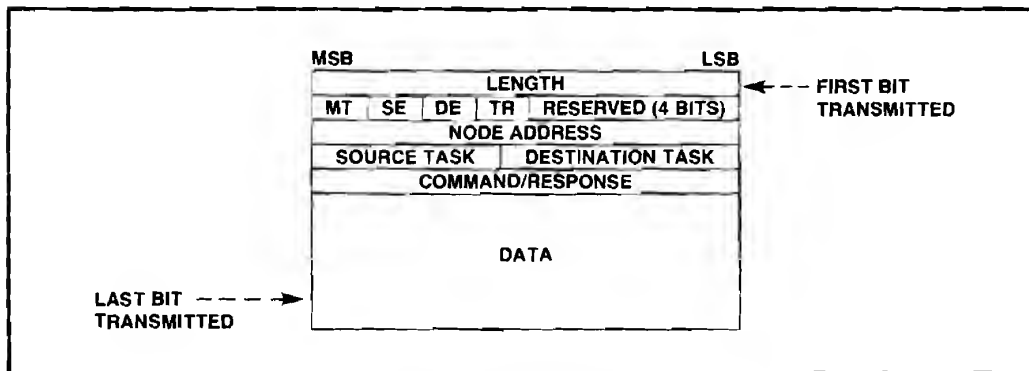 MSB LSB
LENGTH
FIRST BIT
TRANSMITTED
MT SE DE TR RESERVED (4 BITS)
NODE ADDRESS
SOURCE TASK DESTINATION TASK
COMMAND/RESPONSE
DATA
LAST BIT
TRANSMITTED